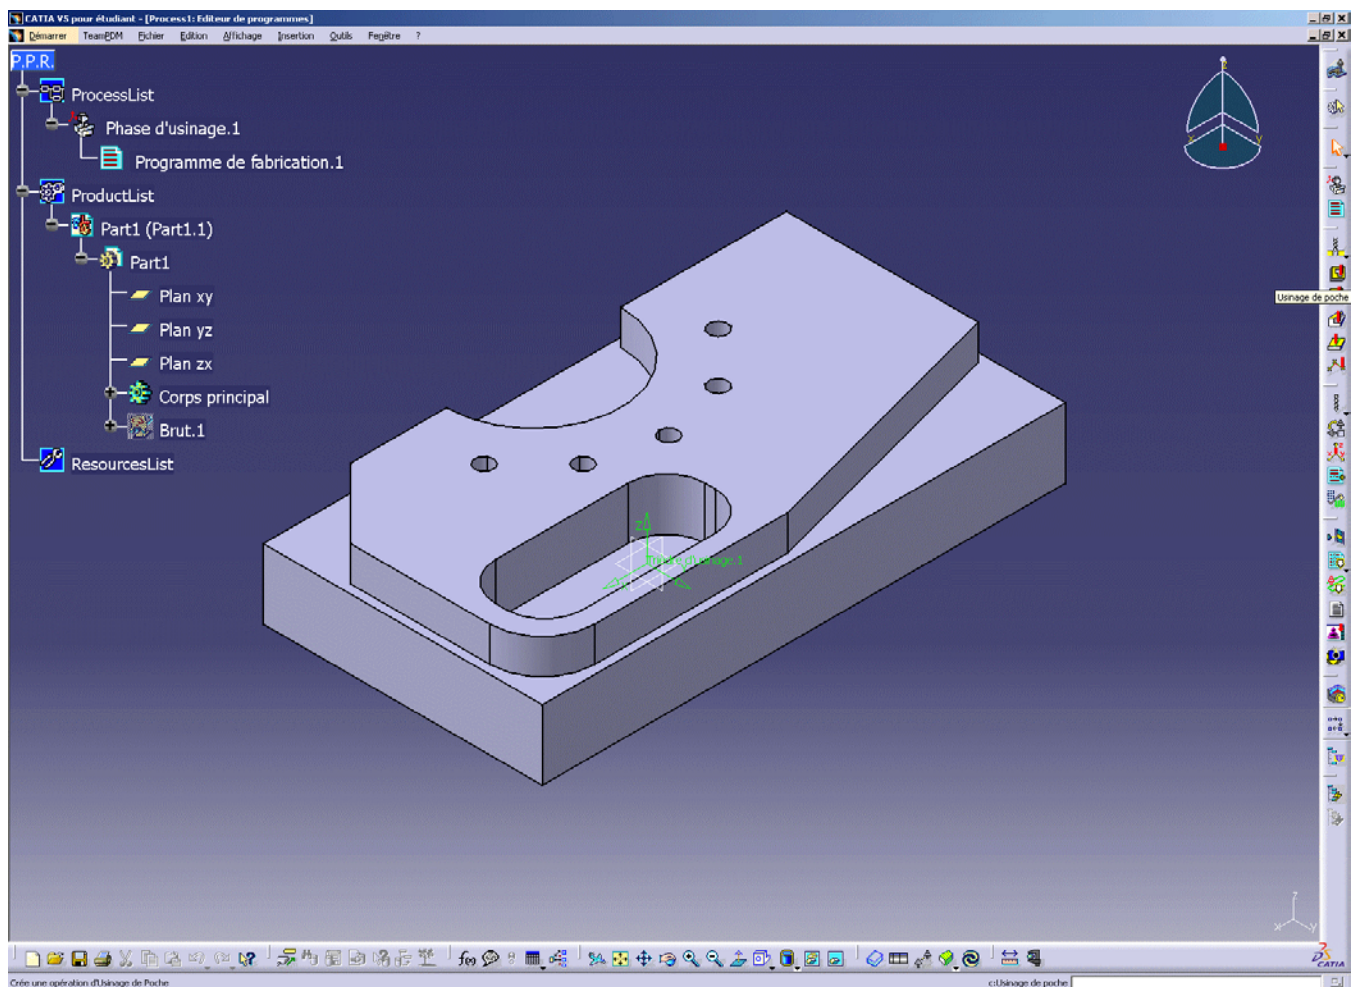 CATIA V5 pour étudiant - [Process1: Editeur de programmes]
Démarrer TeamPDM Fichier Edition Affichage Insertion Outils Fenêtre ?
P.P.R.
ProcessList
Phase d'usinage.1
Programme de fabrication.1
ProductList
Part1 (Part1.1)
Part1
Plan xy
Plan yz
Plan zx
Corps principal
Brut.1
ResourcesList
Usinage de poche
Z
d'usinage.1
z
x y
f(x)
CATIA
Crée une opération d'Usinage de Poche
c:Usinage de poche